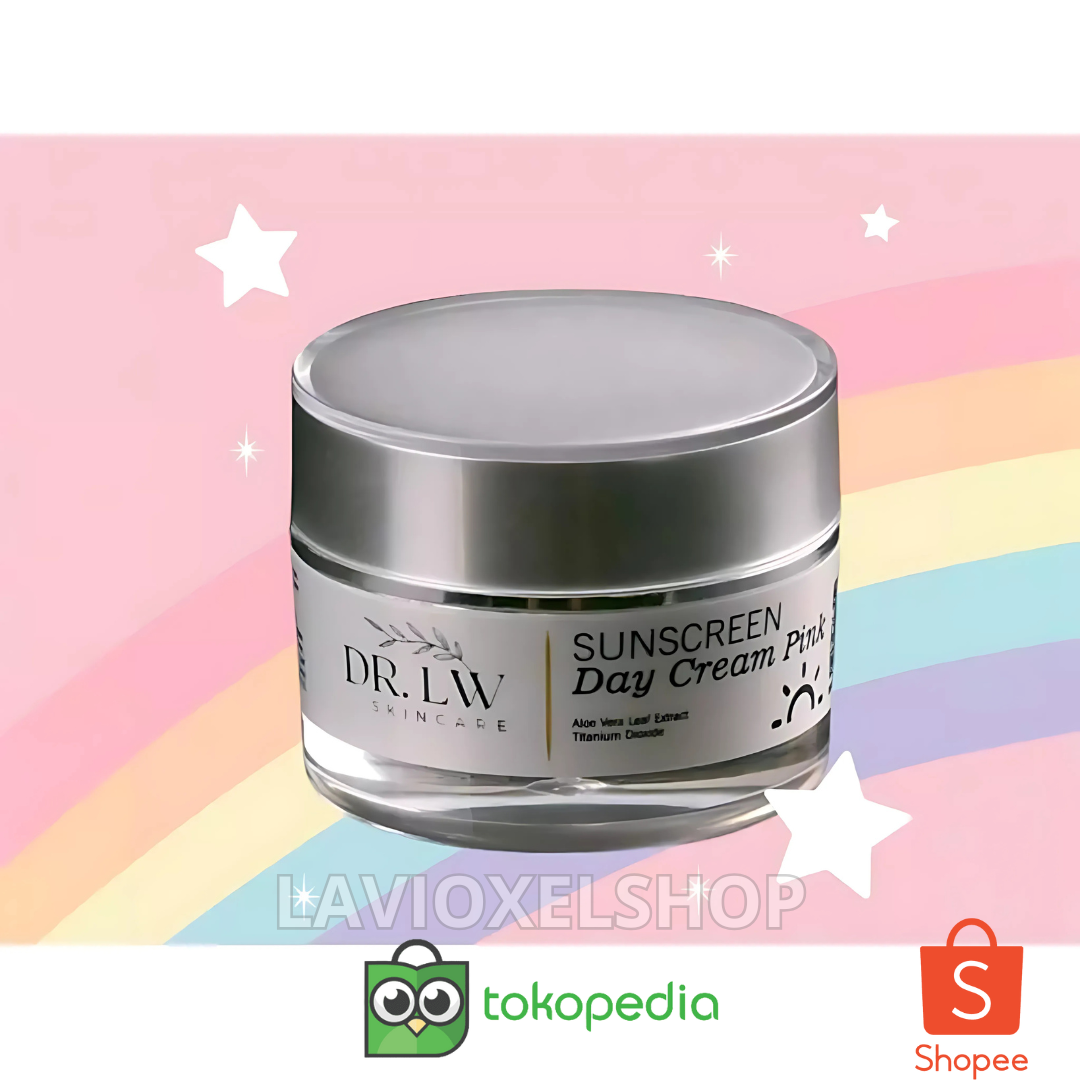 DR. LW
SKINCARE
SUNSCREEN
Day Cream Pink
Aloe Vera Leaf Extract
Titanium Dioxide
LAVIOXELSHOP
tokopedia
S
Shopee